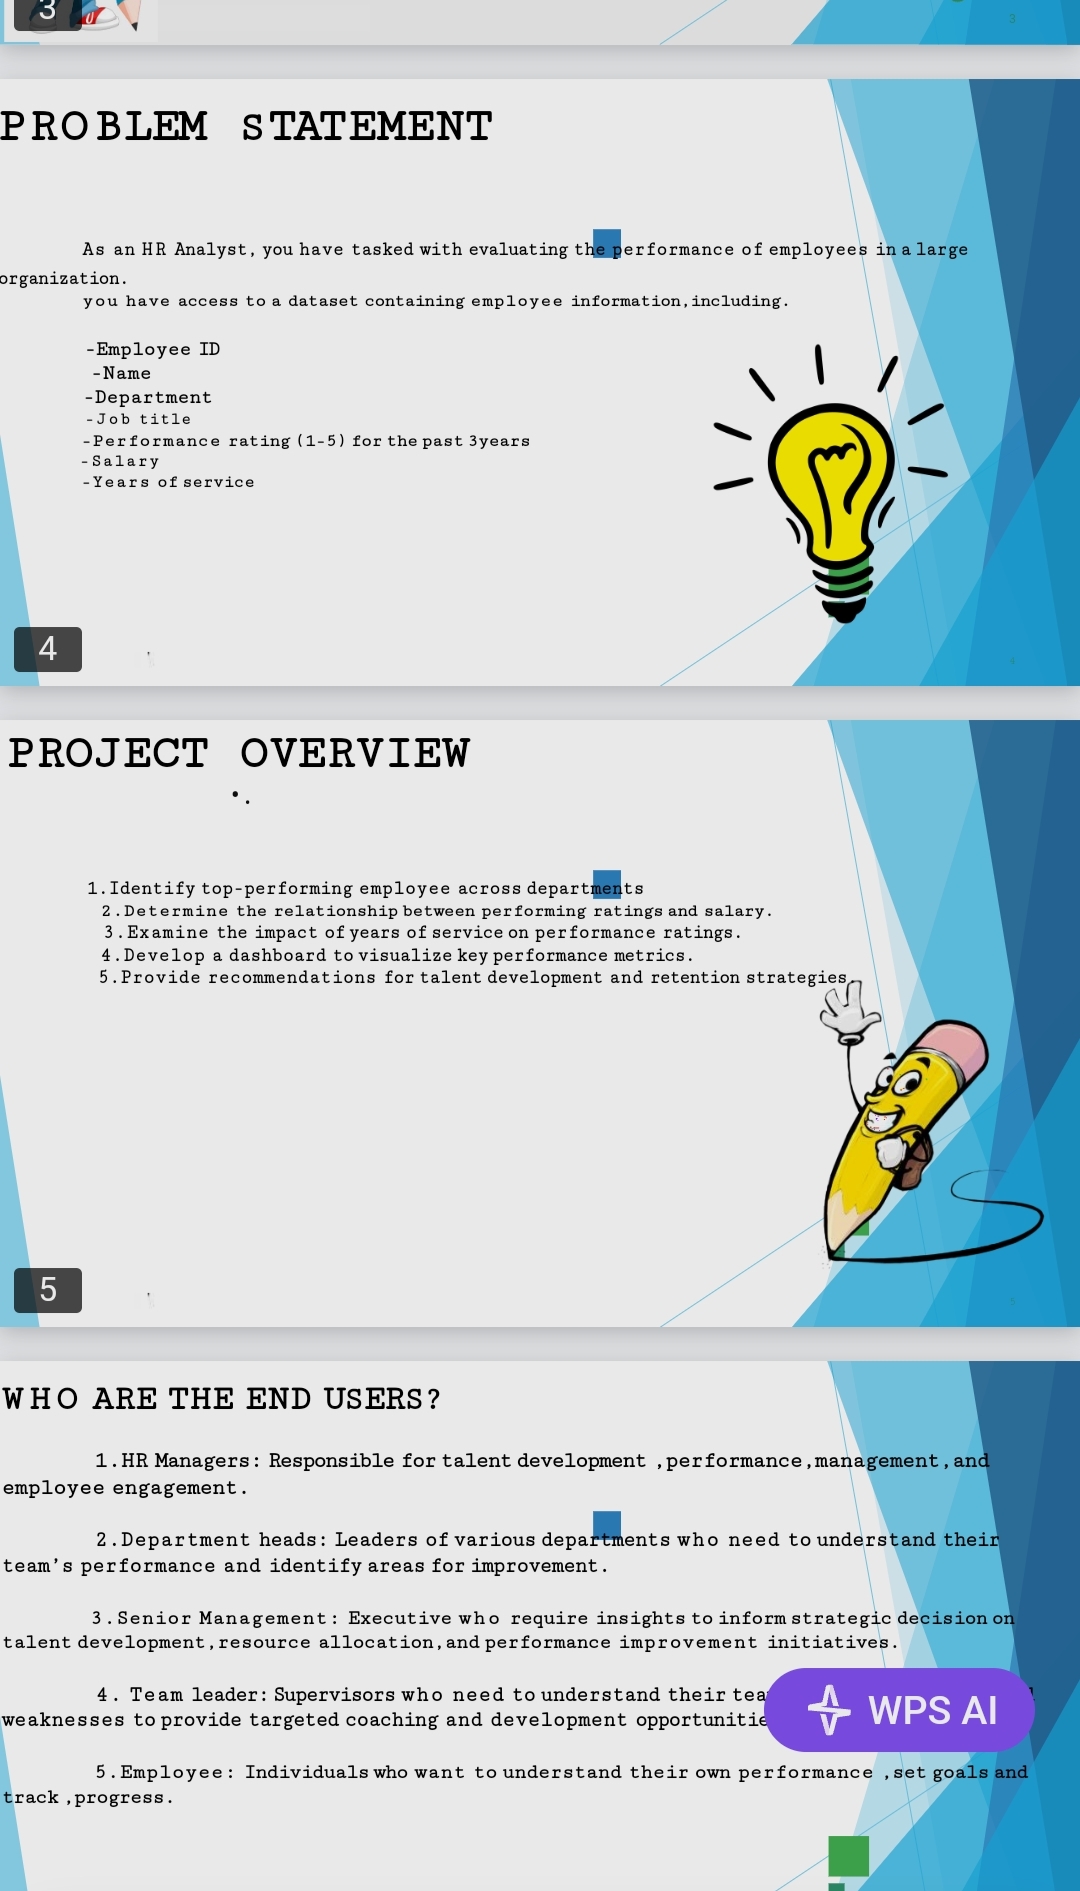 3
3
PROBLEM sTATEMENT
As an HR Analyst, you have tasked with evaluating the performance of employees in a large
organization.
you have access to a dataset containing employee information,including.
-Employee ID
-Name
-Department
-Job title
-Performance rating (1-5) for the past 3years
-Salary
-Years of service
4
PROJECT OVERVIEW
• .
1.Identify top-performing employee across departments
2.Determine the relationship between performing ratings and salary.
3.Examine the impact of years of service on performance ratings.
4.Develop a dashboard to visualize key performance metrics.
5.Provide recommendations for talent development and retention strategies.
5
5
WHO ARE THE END USERS?
1.HR Managers: Responsible for talent development ,performance,management,and
employee engagement.
2.Department heads: Leaders of various departments who need to understand their
team's performance and identify areas for improvement.
3.Senior Management: Executive who require insights to inform strategic decision on
talent development,resource allocation,and performance improvement initiatives.
4. Team leader: Supervisors who need to understand their
weaknesses to provide targeted coaching and development
WPS AI
5.Employee: Individuals who want to understand their own performance ,set goals and
track ,progress.